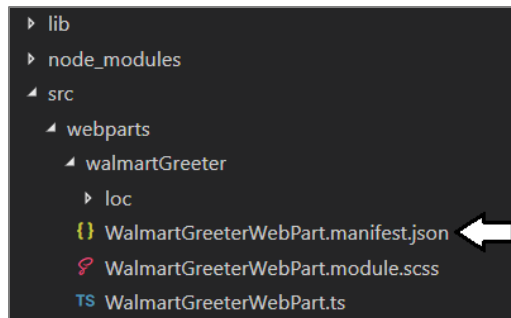 lib
node_modules
src
webparts
walmartGreeter
loc
{} WalmartGreeterWebPart.manifest.json
WalmartGreeterWebPart.module.scss
TS WalmartGreeterWebPart.ts